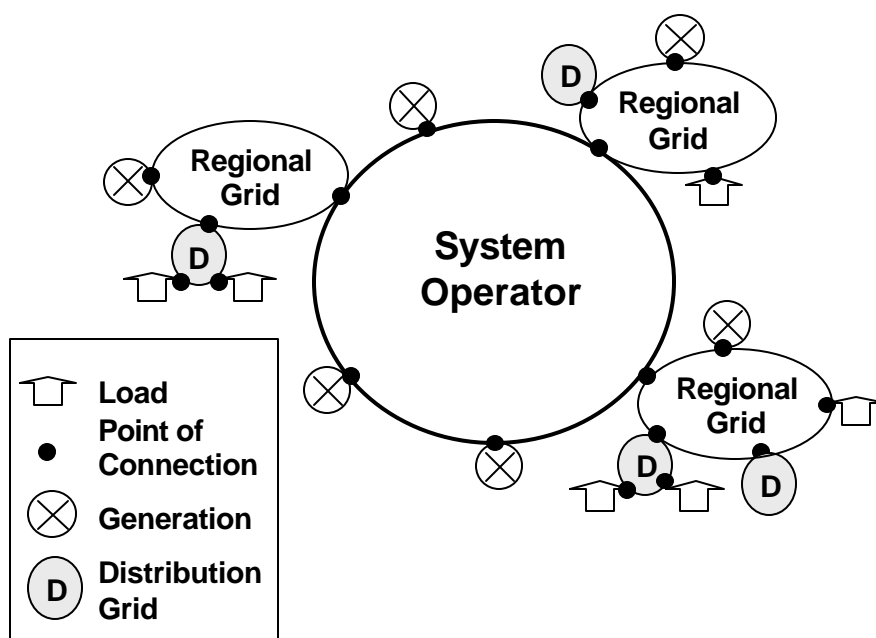 D
Regional
Grid
Regional
Grid
D
System
Operator
Regional
Grid
D
D
Load
Point of
Connection
Generation
D
Distribution
Grid